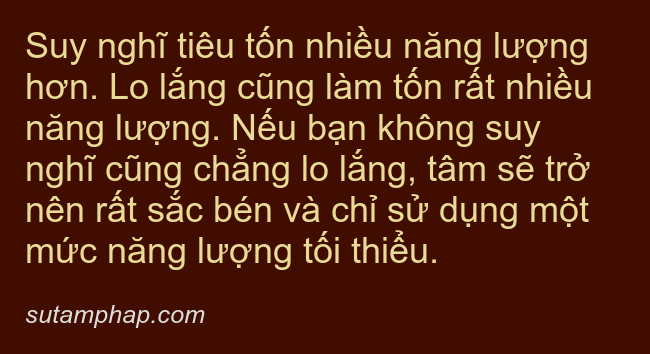 Suy nghĩ tiêu tốn nhiều năng lượng
hơn. Lo lắng cũng làm tốn rất nhiều
năng lượng. Nếu bạn không suy
nghĩ cũng chẳng lo lắng, tâm sẽ trở
nên rất sắc bén và chỉ sử dụng một
mức năng lượng tối thiểu.
sutamphap.com